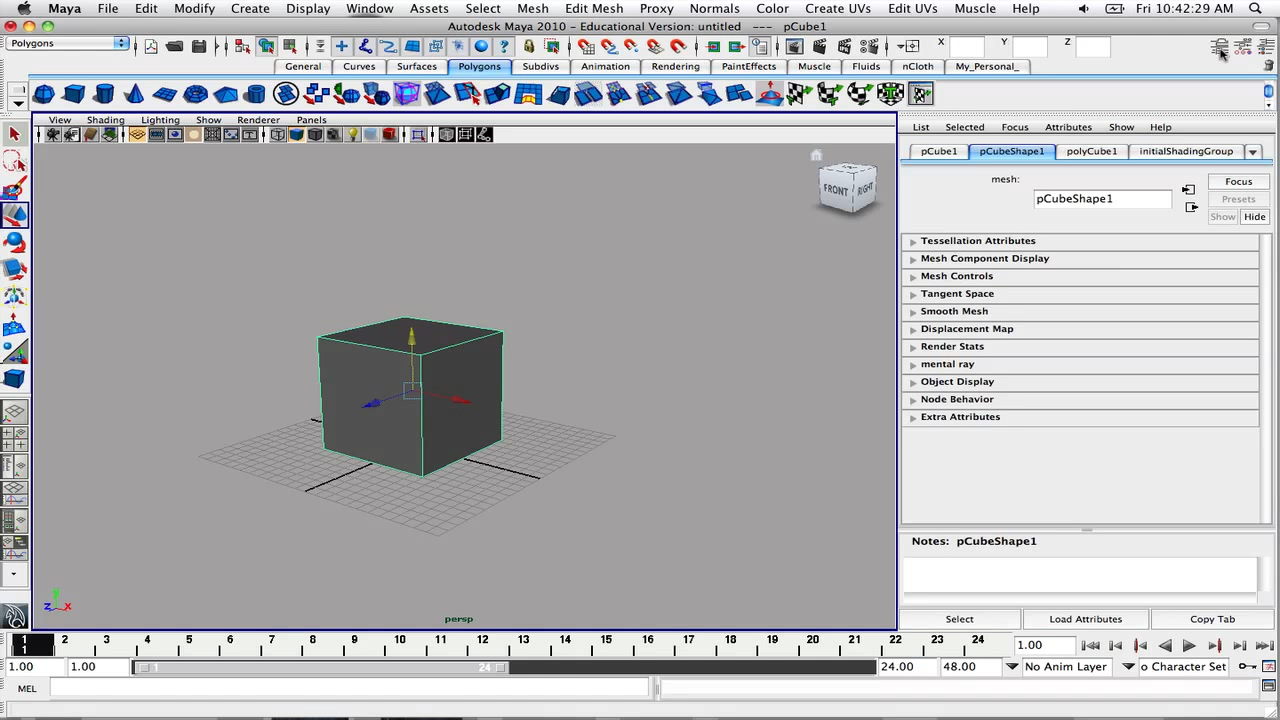 Maya File Edit Modify Create Display Window Assets Select Mesh Edit Mesh Proxy Normals Color Create UVs Edit UVs Muscle Help Fri 10:42:29 AM
Autodesk Maya 2010 - Educational Version: untitled --- pCube1
Polygons X Y Z
General Curves Surfaces Polygons Subdivs Animation Rendering PaintEffects Muscle Fluids nCloth My_Personal_
View Shading Lighting Show Renderer Panels
List Selected Focus Attributes Show Help
pCube1 pCubeShape1 polyCube1 initialShadingGroup
mesh: pCubeShape1
Focus
Presets
Show Hide
FRONT RIGHT
Tessellation Attributes
Mesh Component Display
Mesh Controls
Tangent Space
Smooth Mesh
Displacement Map
Render Stats
mental ray
Object Display
Node Behavior
Extra Attributes
Notes: pCubeShape1
y
z x
persp
Select Load Attributes Copy Tab
1 2 3 4 5 6 7 8 9 10 11 12 13 14 15 16 17 18 19 20 21 22 23 24
1 1.00
1.00 1.00 1 24 24.00 48.00 No Anim Layer o Character Set
MEL